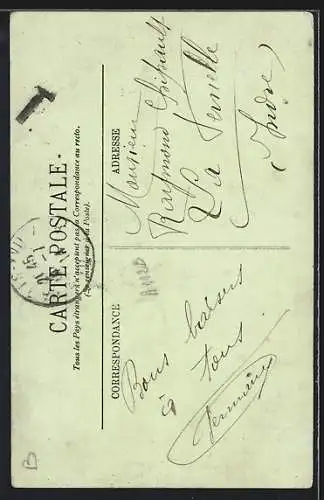 CARTE POSTALE
Tous les Pays étrangers n'acceptent pas la Correspondance au recto.
(Se renseigner à la Poste).
CORRESPONDANCE
Bons baisers
à tous
Germaine
ADRESSE
Monsieur
Raymond
La
(Indre)
B